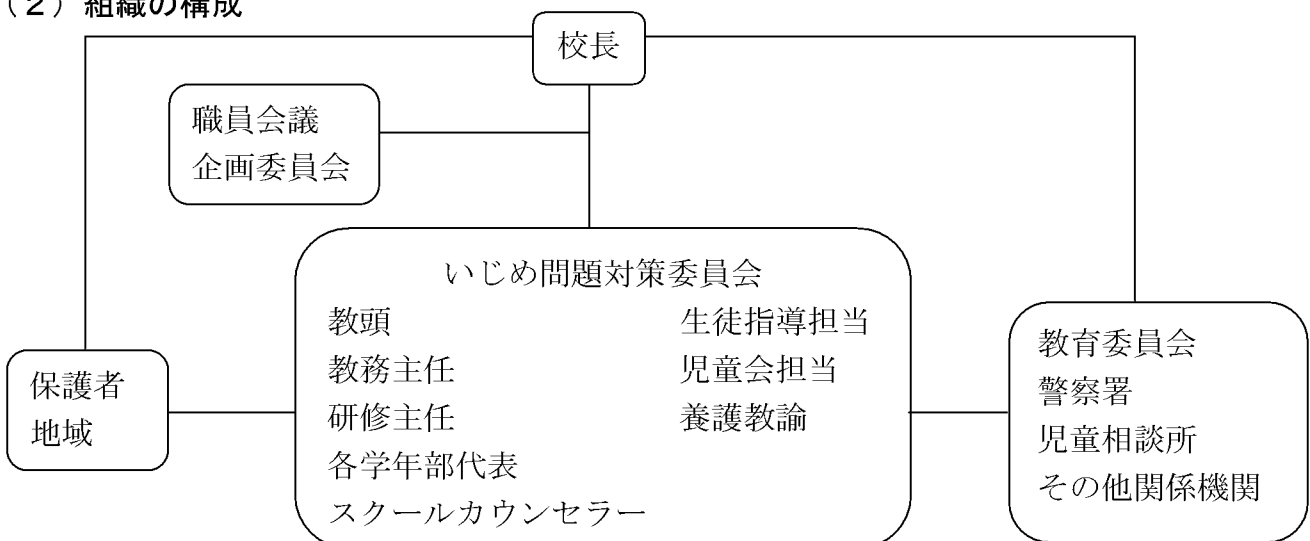 (2)組織の構成
校長
職員会議
企画委員会
いじめ問題対策委員会
教頭
教務主任
研修主任
各学年部代表
スクールカウンセラー
生徒指導担当
児童会担当
養護教諭
保護者
地域
教育委員会
警察署
児童相談所
その他関係機関